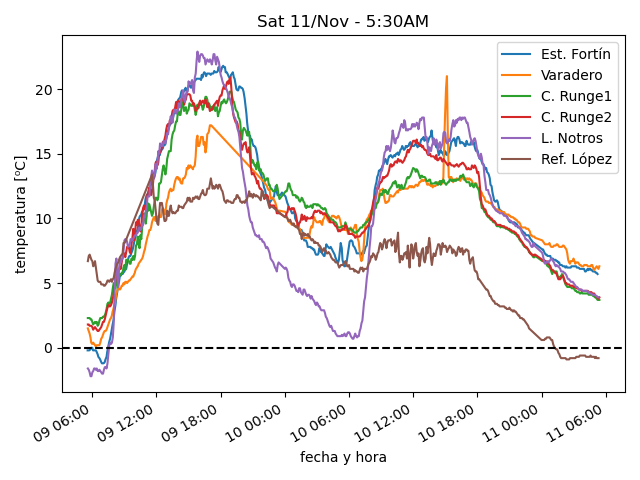 Sat 11/Nov - 5:30AM
temperatura [ºC]
20
15
10
5
0
Est. Fortín
Varadero
C. Runge1
C. Runge2
L. Notros
Ref. López
09 06:00
09 12:00
09 18:00
10 00:00
10 06:00
10 12:00
10 18:00
11 00:00
11 06:00
fecha y hora